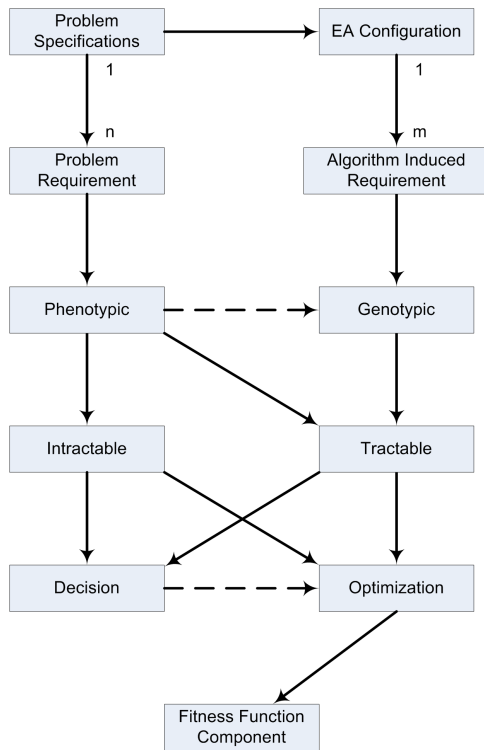 Problem
Specifications
EA Configuration
1
1
n
m
Problem
Requirement
Algorithm Induced
Requirement
Phenotypic
Genotypic
Intractable
Tractable
Decision
Optimization
Fitness Function
Component